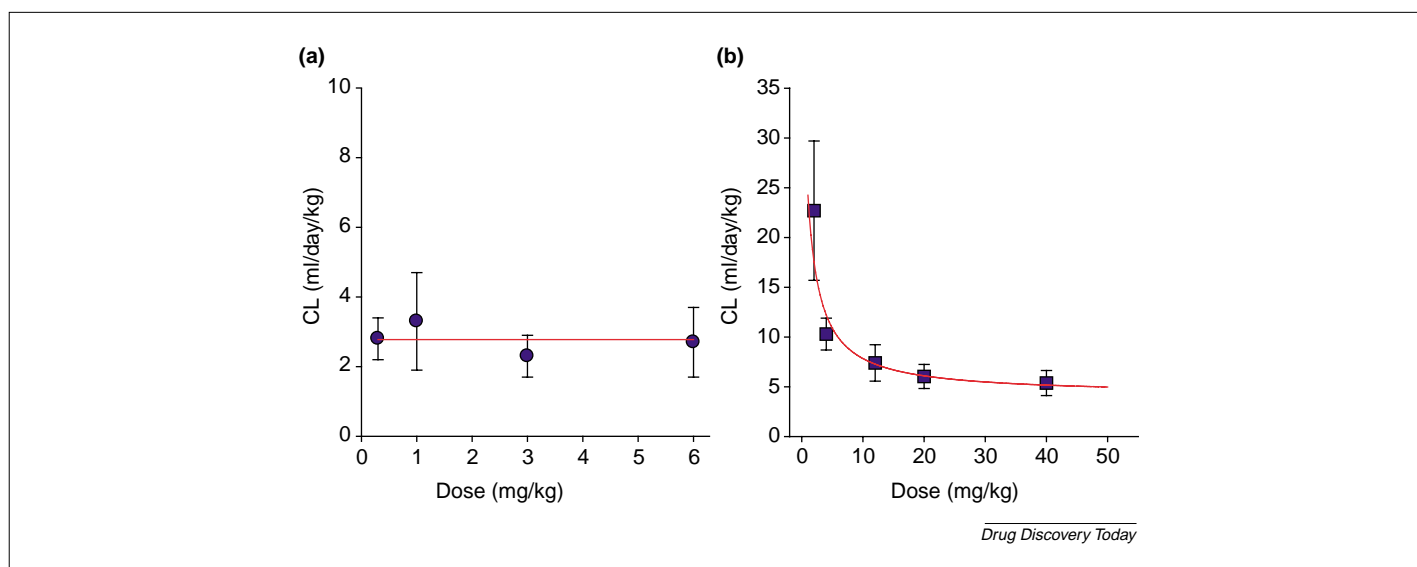 (a)
10
8
6
4
2
0
CL (ml/day/kg)
0 1 2 3 4 5 6
Dose (mg/kg)
(b)
35
30
25
20
15
10
5
0
CL (ml/day/kg)
0 10 20 30 40 50
Dose (mg/kg)
Drug Discovery Today